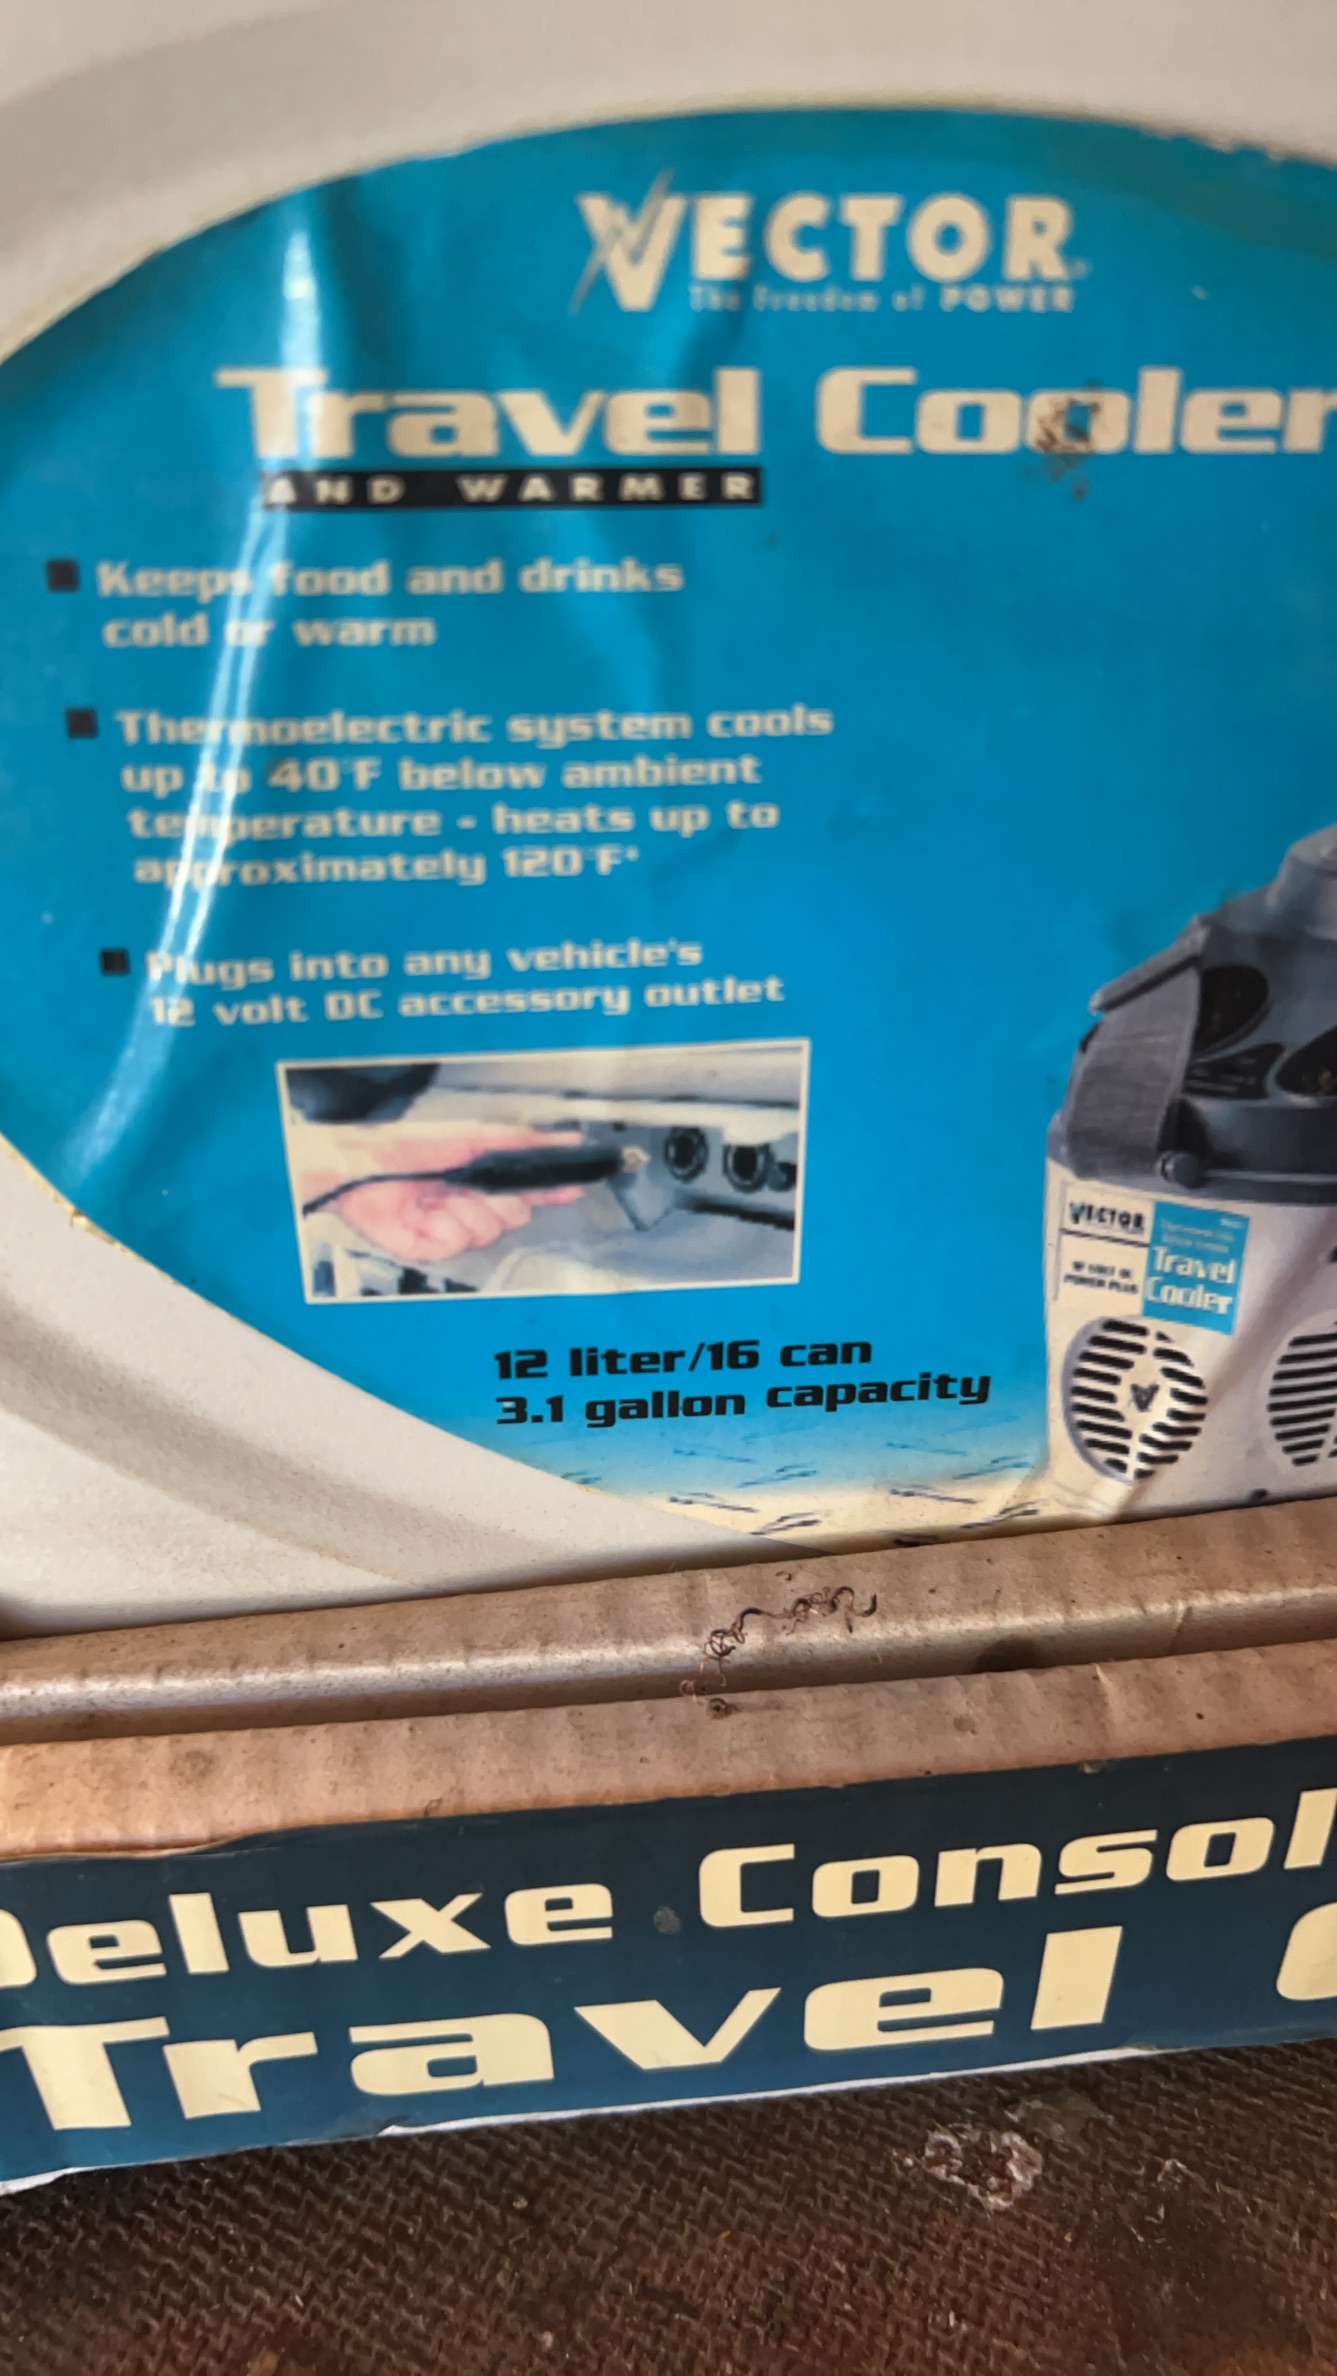 VECTOR
The Freedom of POWER
Travel Cooler
AND WARMER
Keeps food and drinks
cold or warm
Thermoelectric system cools
up to 40°F below ambient
temperature - heats up to
approximately 120°F*
Plugs into any vehicle's
12 volt DC accessory outlet
VECTOR
Travel
Cooler
12 liter/16 can
3.1 gallon capacity
Deluxe Consol
Travel